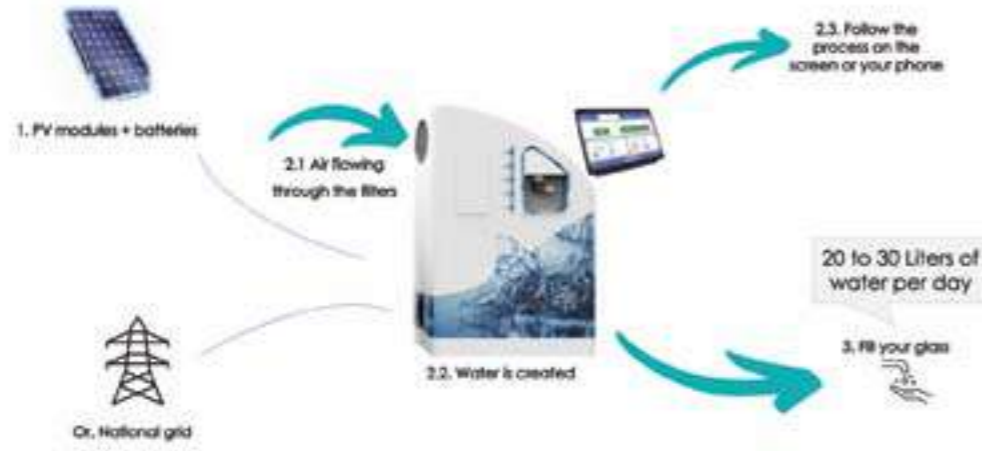 1. PV modules + batteries
2.1 Air flowing
through the filters
2.3. Follow the
process on the
screen or your phone
20 to 30 Liters of
water per day
3. Fill your glass
2.2. Water is created
Or, National grid